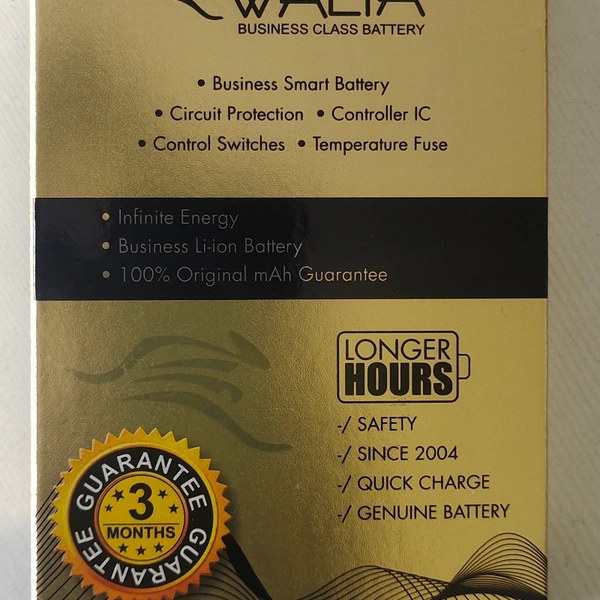 WALTA
BUSINESS CLASS BATTERY
• Business Smart Battery
• Circuit Protection • Controller IC
• Control Switches • Temperature Fuse
• Infinite Energy
• Business Li-ion Battery
• 100% Original mAh Guarantee
LONGER
HOURS
-/ SAFETY
-/ SINCE 2004
-/ QUICK CHARGE
-/ GENUINE BATTERY
GUARANTEE
3
MONTHS
GUARANTEE